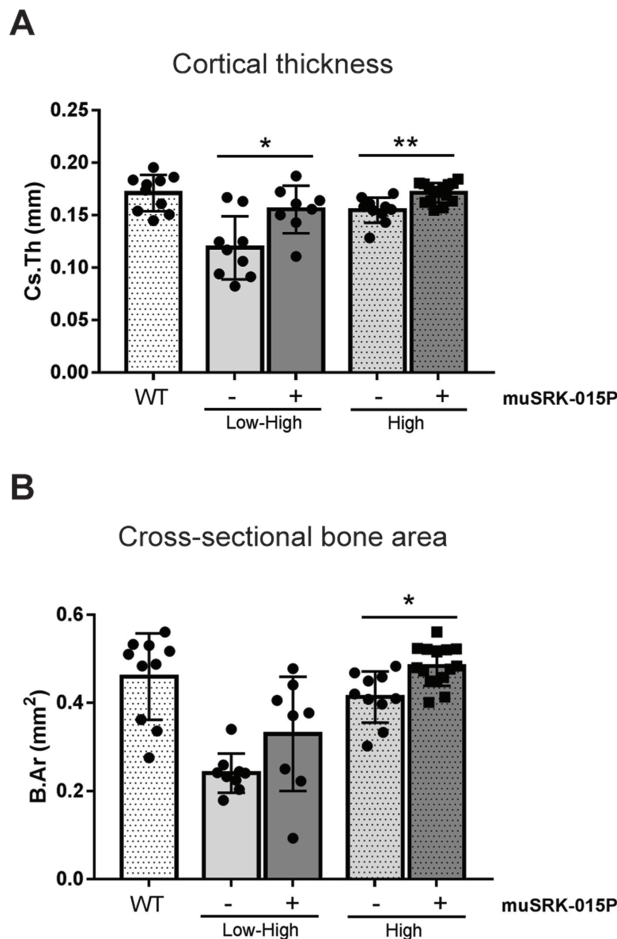 A
Cortical thickness
0.25
0.20
0.15
0.10
0.05
0.00
Cs.Th (mm)
* **
WT - + - + muSRK-015P
Low-High High
B
Cross-sectional bone area
0.6
0.4
0.2
0.0
B.Ar (mm²)
*
WT - + - + muSRK-015P
Low-High High